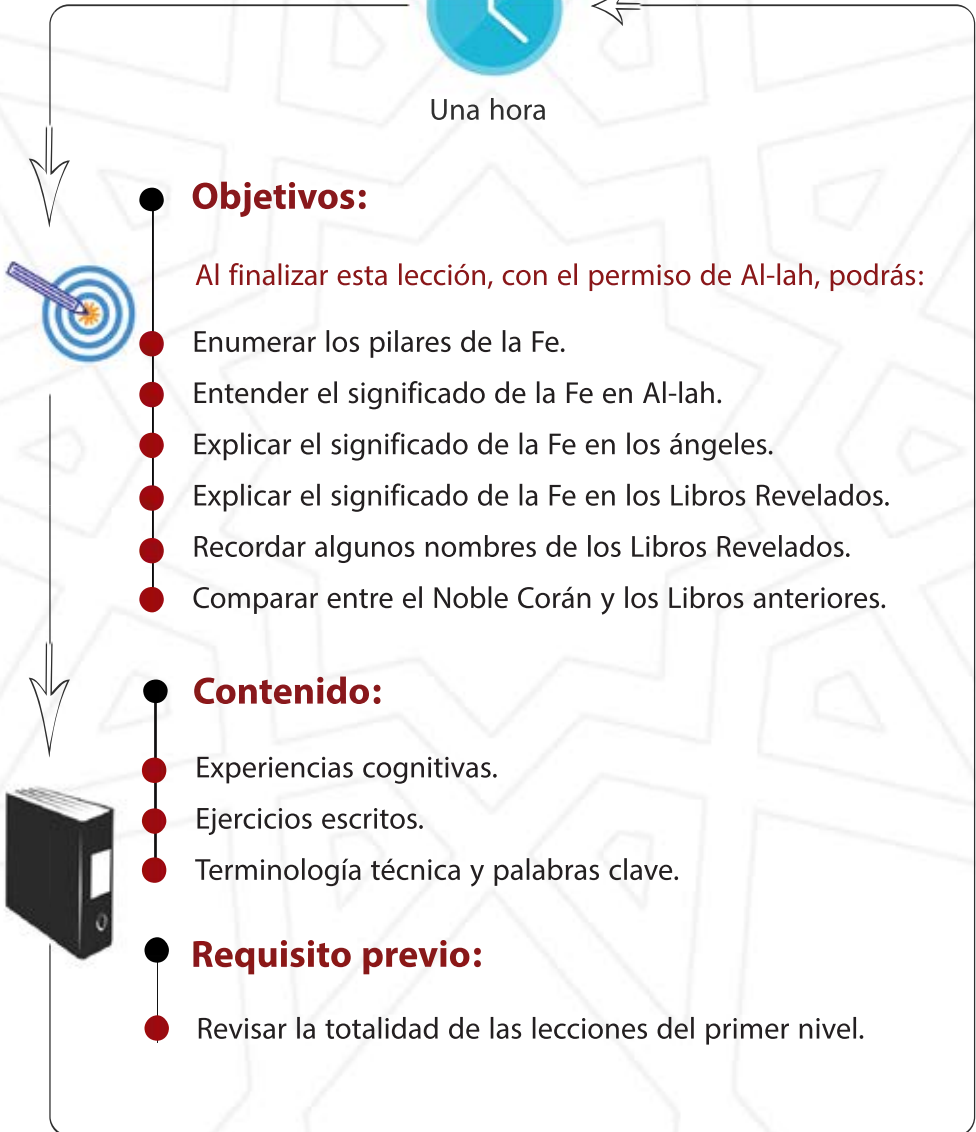 Una hora
Objetivos:
Al finalizar esta lección, con el permiso de Al-lah, podrás:
Enumerar los pilares de la Fe.
Entender el significado de la Fe en Al-lah.
Explicar el significado de la Fe en los ángeles.
Explicar el significado de la Fe en los Libros Revelados.
Recordar algunos nombres de los Libros Revelados.
Comparar entre el Noble Corán y los Libros anteriores.
Contenido:
Experiencias cognitivas.
Ejercicios escritos.
Terminología técnica y palabras clave.
Requisito previo:
Revisar la totalidad de las lecciones del primer nivel.